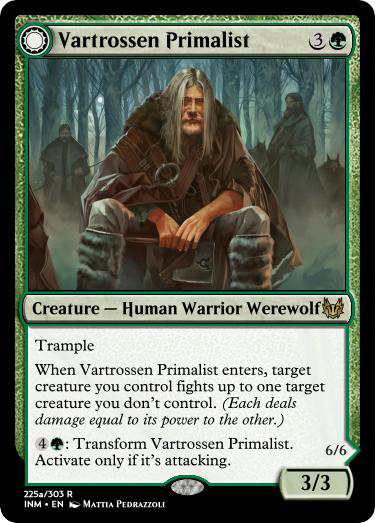 Vartrossen Primalist 3
Creature — Human Warrior Werewolf
Trample
When Vartrossen Primalist enters, target
creature you control fights up to one target
creature you don't control. (Each deals
damage equal to its power to the other.)
4 : Transform Vartrossen Primalist.
Activate only if it's attacking.
6/6
3/3
225a/303 R
INM • EN Mattia Pedrazzoli